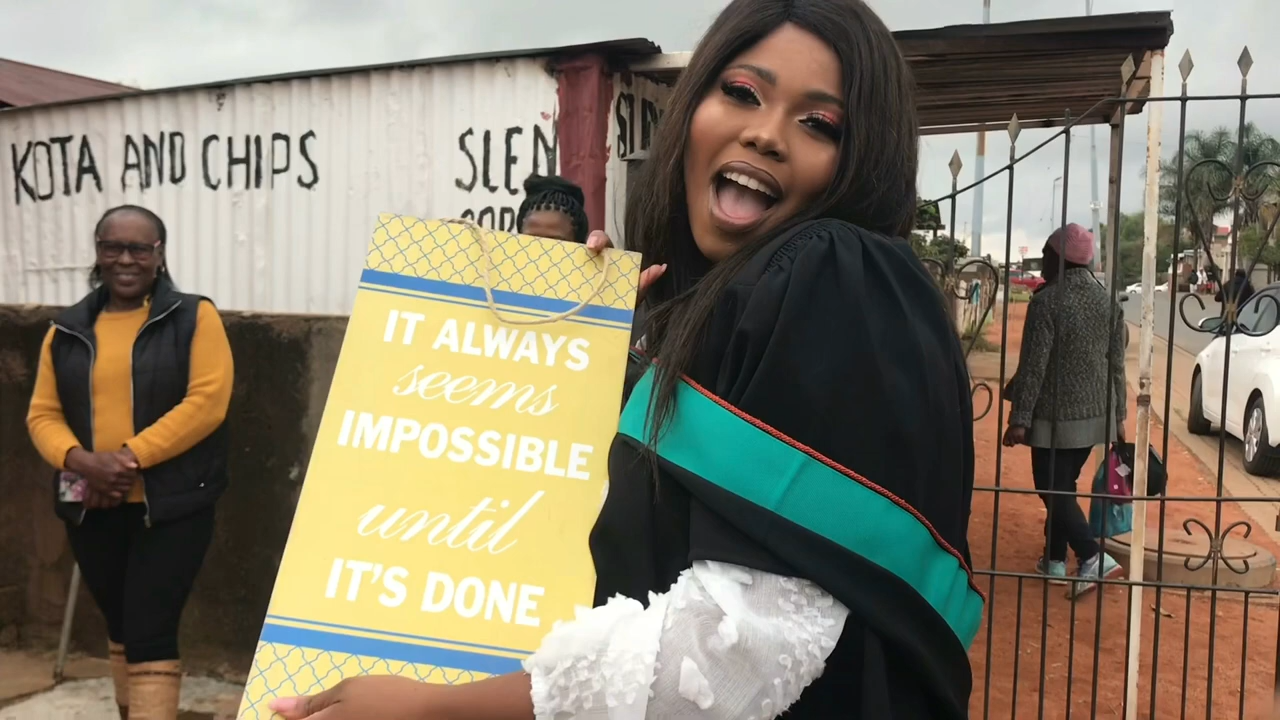 KOTA AND CHIPS
IT ALWAYS
seems
IMPOSSIBLE
until
IT'S DONE